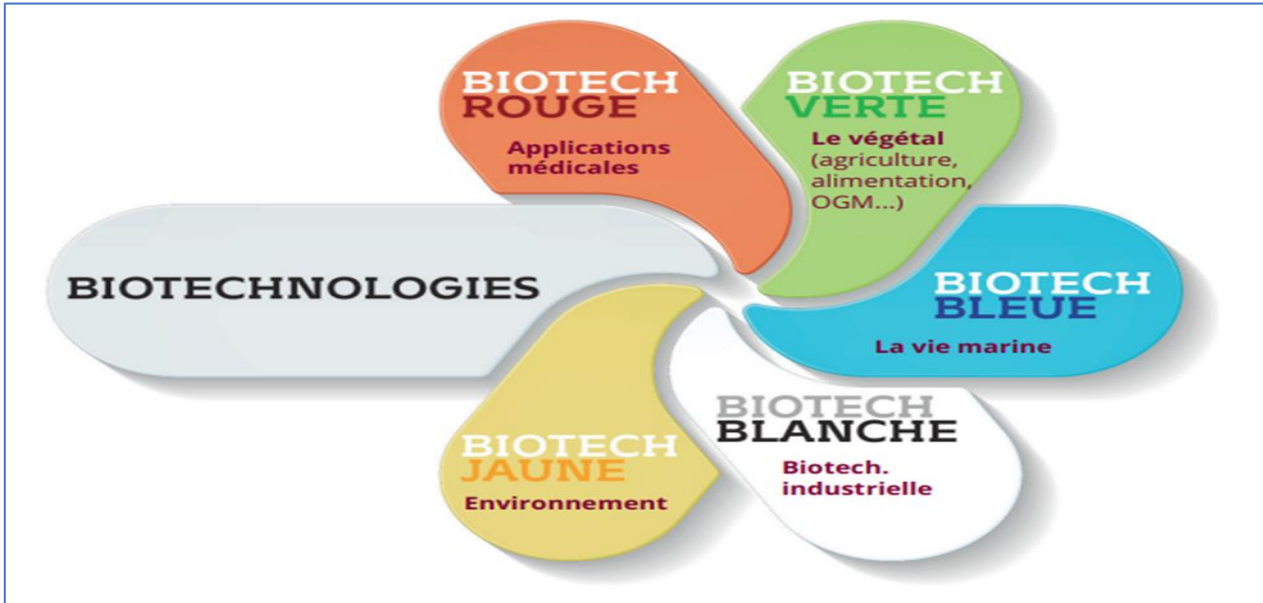 BIOTECHNOLOGIES
BIOTECH
ROUGE
Applications
médicales
BIOTECH
VERTE
Le végétal
(agriculture,
alimentation,
OGM...)
BIOTECH
BLEUE
La vie marine
BIOTECH
BLANCHE
Biotech.
industrielle
BIOTECH
JAUNE
Environnement